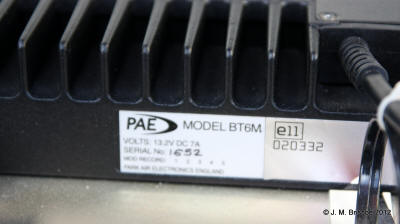 PAE MODEL BT6M
VOLTS: 13.2V DC 7A
SERIAL No: 1652
MOD RECORD: 1 2 3 4 5
PARK AIR ELECTRONICS ENGLAND
e11
020332
© J. M. Briscoe 2012